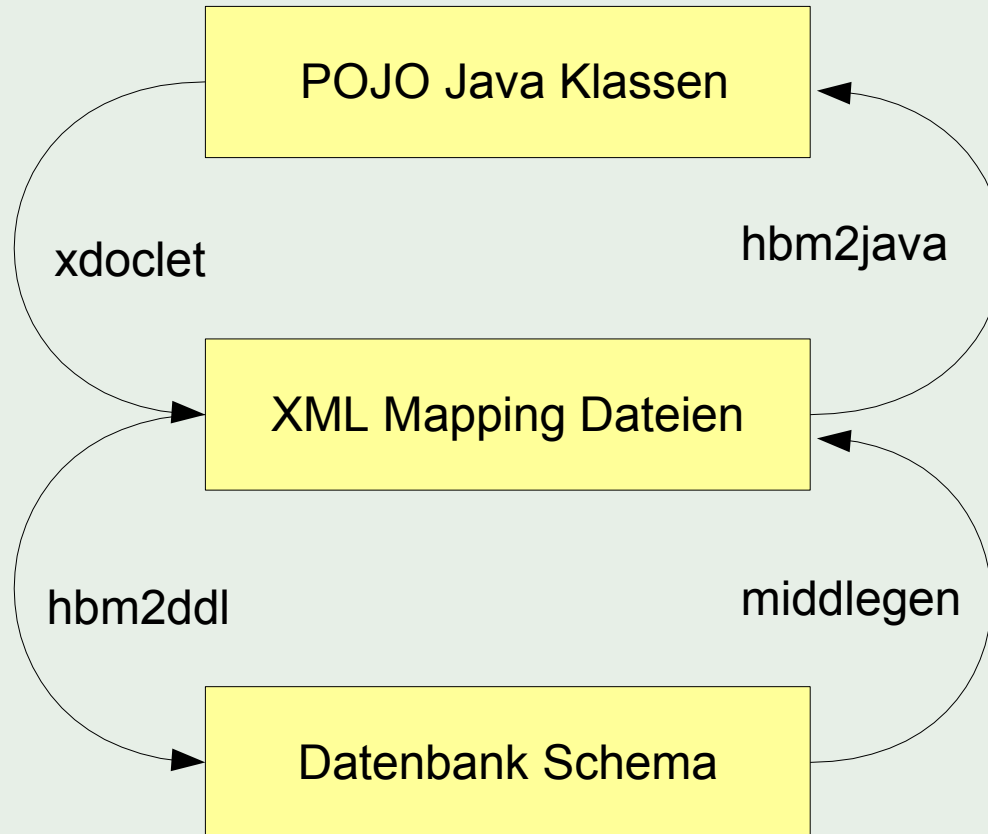 POJO Java Klassen
xdoclet
hbm2java
XML Mapping Dateien
hbm2ddl
middlegen
Datenbank Schema